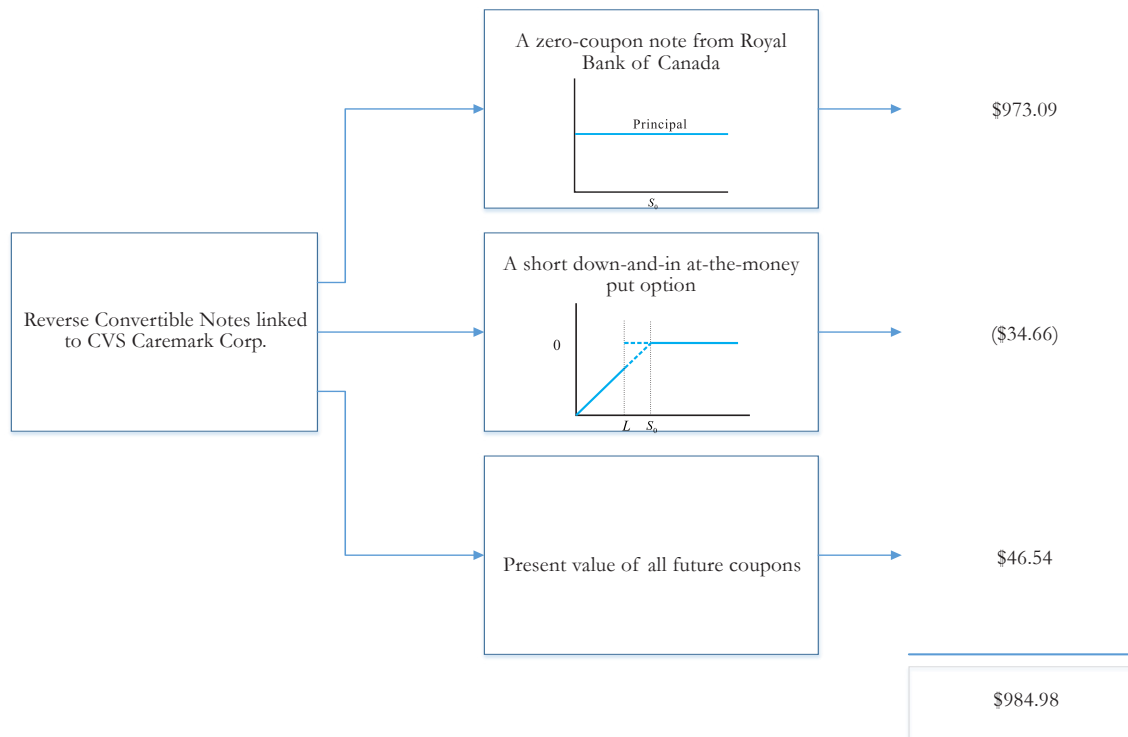 A zero-coupon note from Royal
Bank of Canada
Principal
S₀
$973.09
Reverse Convertible Notes linked
to CVS Caremark Corp.
A short down-and-in at-the-money
put option
0
L S₀
($34.66)
Present value of all future coupons
$46.54
$984.98